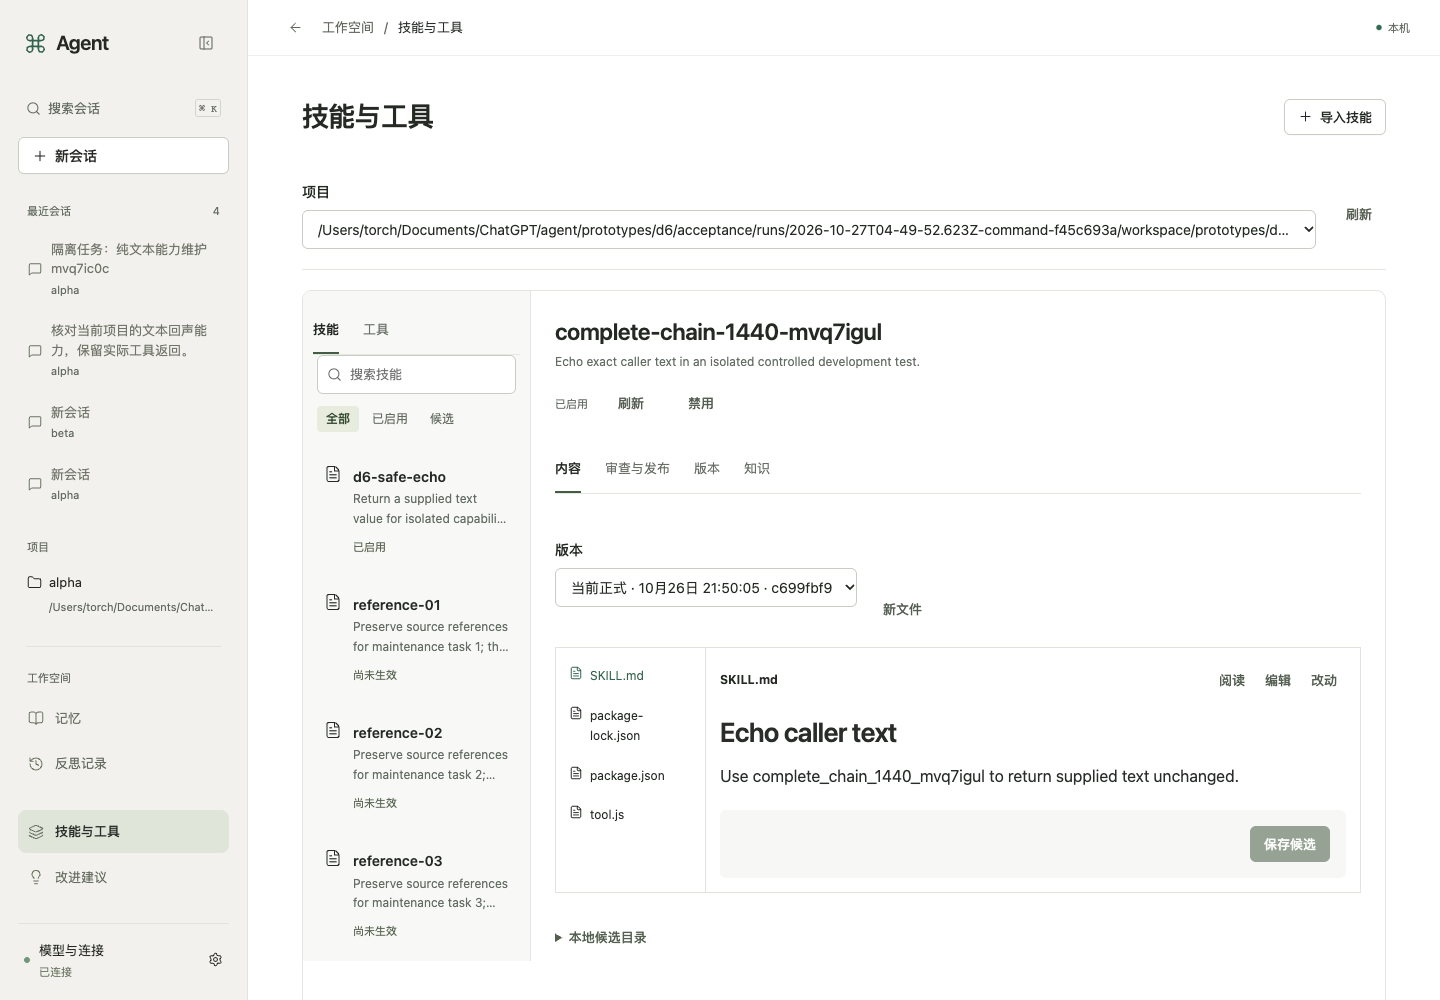 Agent
搜索会话
⌘ K
新会话
最近会话
4
隔离任务：纯文本能力维护
mvq7ic0c
alpha
核对当前项目的文本回声能
力，保留实际工具返回。
alpha
新会话
beta
新会话
alpha
项目
alpha
/Users/torch/Documents/Chat...
工作空间
记忆
反思记录
技能与工具
改进建议
模型与连接
已连接
工作空间 / 技能与工具
本机
技能与工具
导入技能
项目
/Users/torch/Documents/ChatGPT/agent/prototypes/d6/acceptance/runs/2026-10-27T04-49-52.623Z-command-f45c693a/workspace/prototypes/d...
刷新
技能 工具
搜索技能
全部 已启用 候选
d6-safe-echo
Return a supplied text
value for isolated capabili...
已启用
reference-01
Preserve source references
for maintenance task 1; th...
尚未生效
reference-02
Preserve source references
for maintenance task 2;...
尚未生效
reference-03
Preserve source references
for maintenance task 3;...
尚未生效
complete-chain-1440-mvq7igul
Echo exact caller text in an isolated controlled development test.
已启用 刷新 禁用
内容 审查与发布 版本 知识
版本
当前正式 · 10月26日 21:50:05 · c699fbf9
新文件
SKILL.md
package-
lock.json
package.json
tool.js
SKILL.md
阅读 编辑 改动
Echo caller text
Use complete_chain_1440_mvq7igul to return supplied text unchanged.
保存候选
本地候选目录